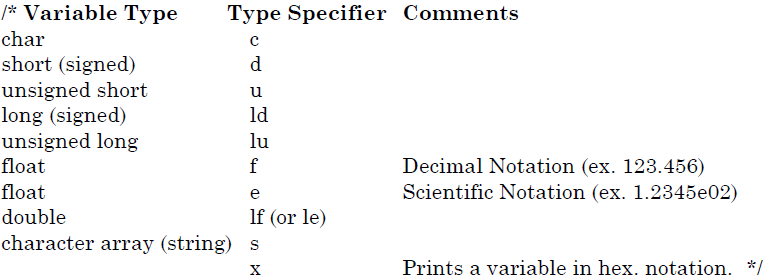 /* Variable Type Type Specifier Comments
char c
short (signed) d
unsigned short u
long (signed) ld
unsigned long lu
float f Decimal Notation (ex. 123.456)
float e Scientific Notation (ex. 1.2345e02)
double lf (or le)
character array (string) s
x Prints a variable in hex. notation. */